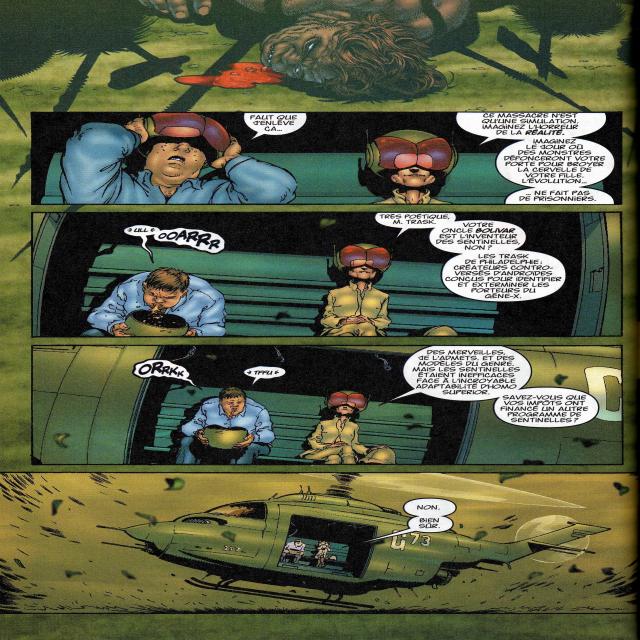 FAUT QUE
J'ENLÈVE
ÇA...
CE MASSACRE N'EST
QU'UNE SIMULATION.
IMAGINEZ L'HORREUR
DE LA RÉALITÉ.
IMAGINEZ
LE JOUR OÙ
DES MONSTRES
DÉFONCERONT VOTRE
PORTE POUR BROYER
LA CERVELLE DE
VOTRE FILLE.
L'ÉVOLUTION...
... NE FAIT PAS
DE PRISONNIERS.
*ULL*
OOARRR
TRÈS POÉTIQUE,
M. TRASK.
VOTRE
ONCLE BOLIVAR
EST L'INVENTEUR
DES SENTINELLES,
NON?
LES TRASK
DE PHILADELPHIE:
CRÉATEURS CONTRO-
VERSÉS D'ANDROÏDES
CONÇUS POUR IDENTIFIER
ET EXTERMINER LES
PORTEURS DU
GÈNE-X.
ORRKK
*TFFU*
DES MERVEILLES,
JE L'ADMETS, ET DES
MODÈLES DU GENRE,
MAIS LES SENTINELLES
ÉTAIENT INEFFICACES
FACE À L'INCROYABLE
ADAPTABILITÉ D'HOMO
SUPERIOR.
SAVEZ-VOUS QUE
VOS IMPÔTS ONT
FINANCÉ UN AUTRE
PROGRAMME DE
SENTINELLES?
NON.
BIEN
SÛR.
73